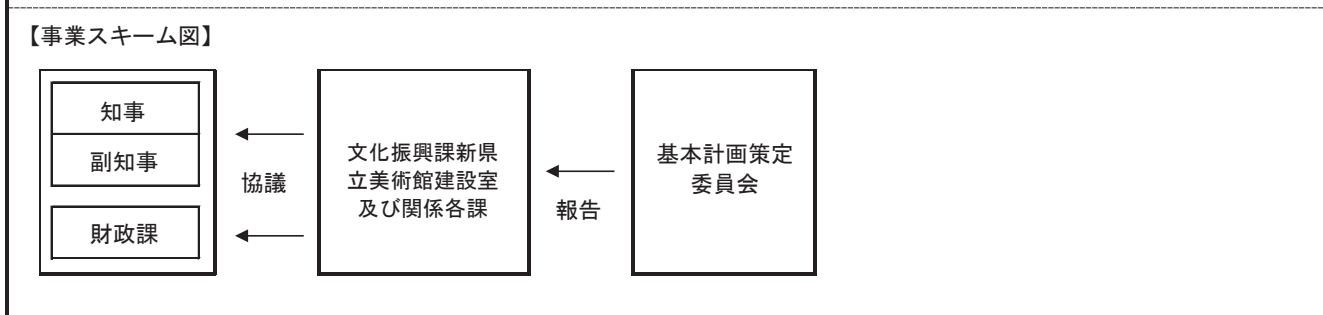 【事業スキーム図】
知事
副知事
財政課
協議
文化振興課新県
立美術館建設室
及び関係各課
報告
基本計画策定
委員会